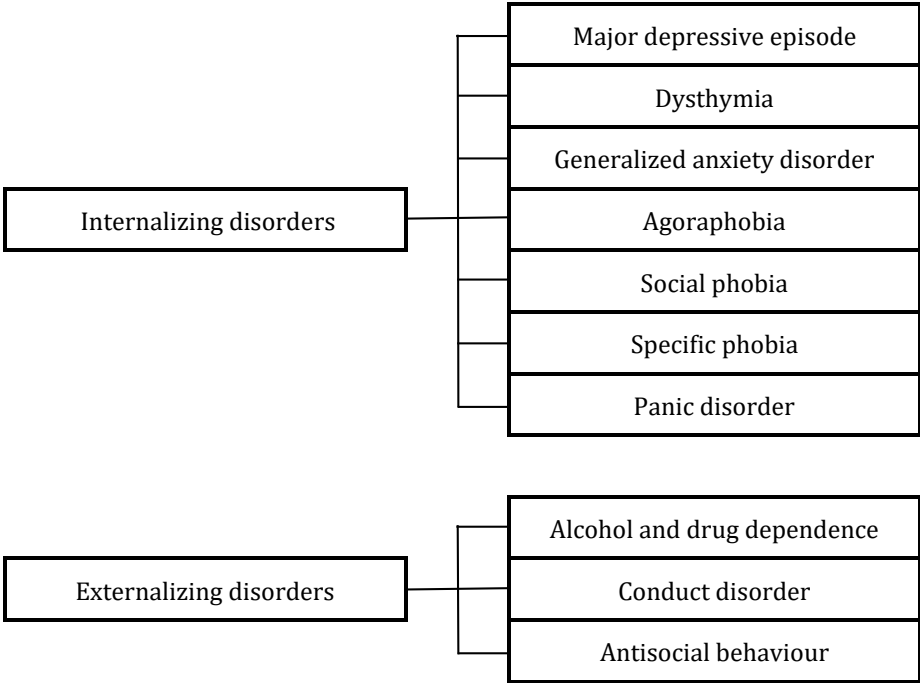 Major depressive episode
Dysthymia
Generalized anxiety disorder
Internalizing disorders
Agoraphobia
Social phobia
Specific phobia
Panic disorder
Alcohol and drug dependence
Externalizing disorders
Conduct disorder
Antisocial behaviour